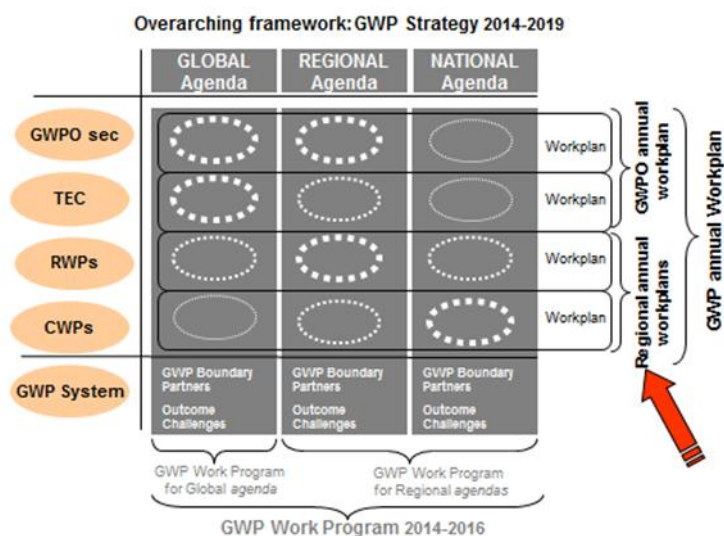 Overarching framework: GWP Strategy 2014-2019
GLOBAL
Agenda
REGIONAL
Agenda
NATIONAL
Agenda
GWPO sec
Workplan
TEC
Workplan
GWPO annual
workplan
RWPs
Workplan
CWPs
Workplan
Regional annual
workplans
GWP annual Workplan
GWP System
GWP Boundary
Partners
Outcome
Challenges
GWP Boundary
Partners
Outcome
Challenges
GWP Boundary
Partners
Outcome
Challenges
GWP Work Program
for Global agenda
GWP Work Program
for Regional agendas
GWP Work Program 2014-2016